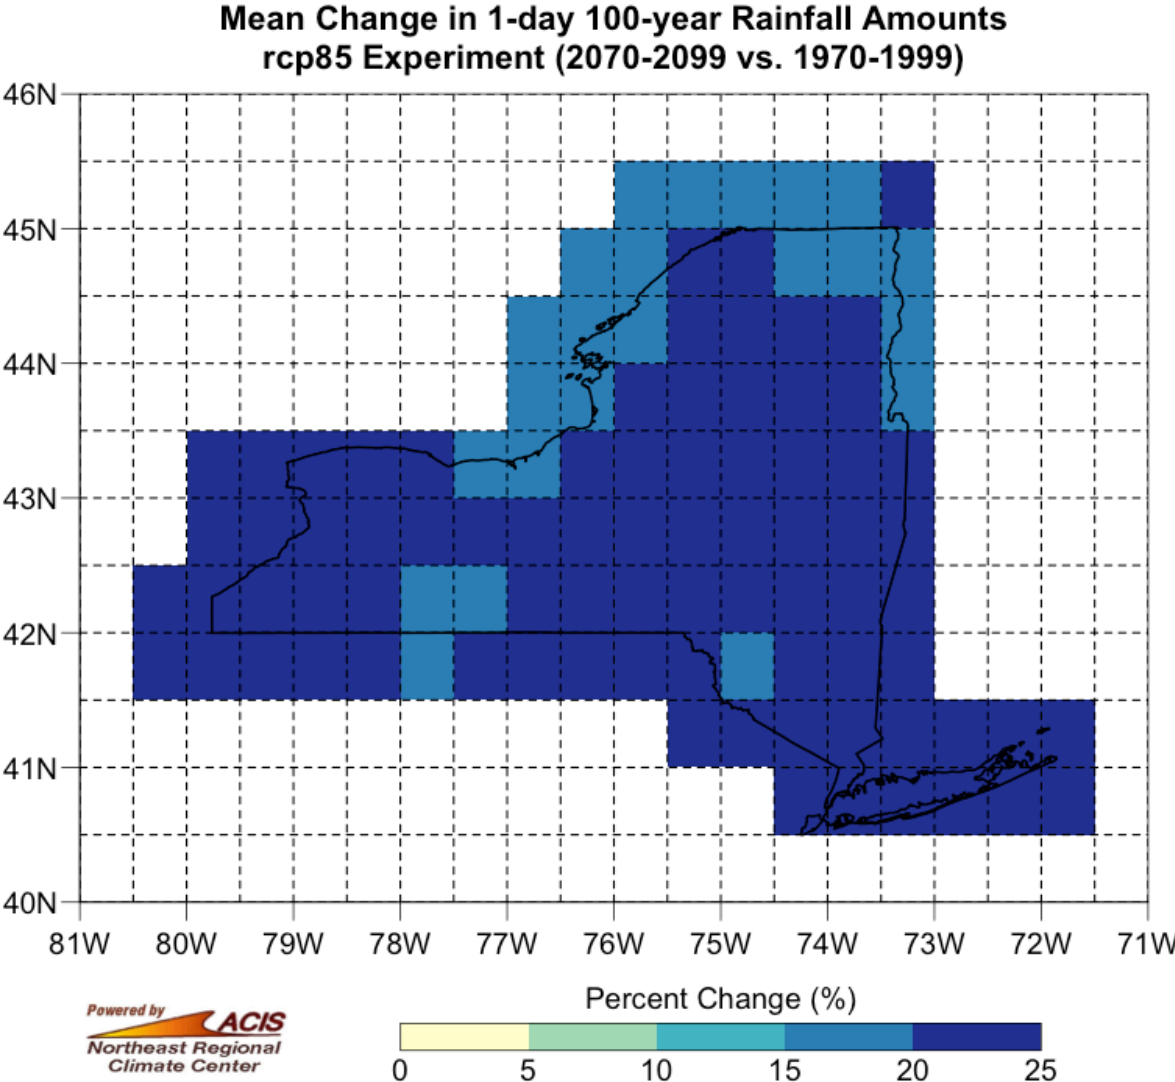 Mean Change in 1-day 100-year Rainfall Amounts
rcp85 Experiment (2070-2099 vs. 1970-1999)
46N
45N
44N
43N
42N
41N
40N
81W 80W 79W 78W 77W 76W 75W 74W 73W 72W 71W
Percent Change (%)
0 5 10 15 20 25
Powered by
ACIS
Northeast Regional
Climate Center